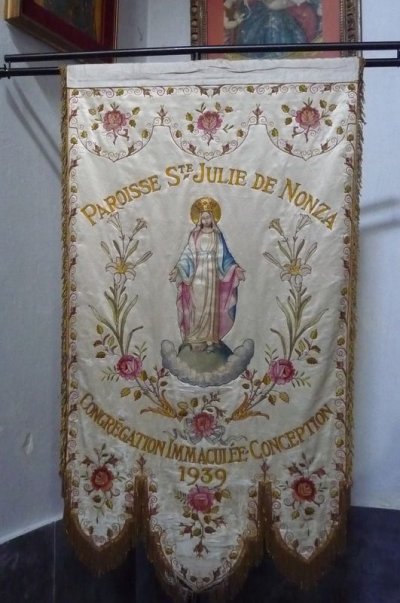 PAROISSE STE JULIE DE NONZA
CONGRÉGATION IMMACULÉE-CONCEPTION
1939